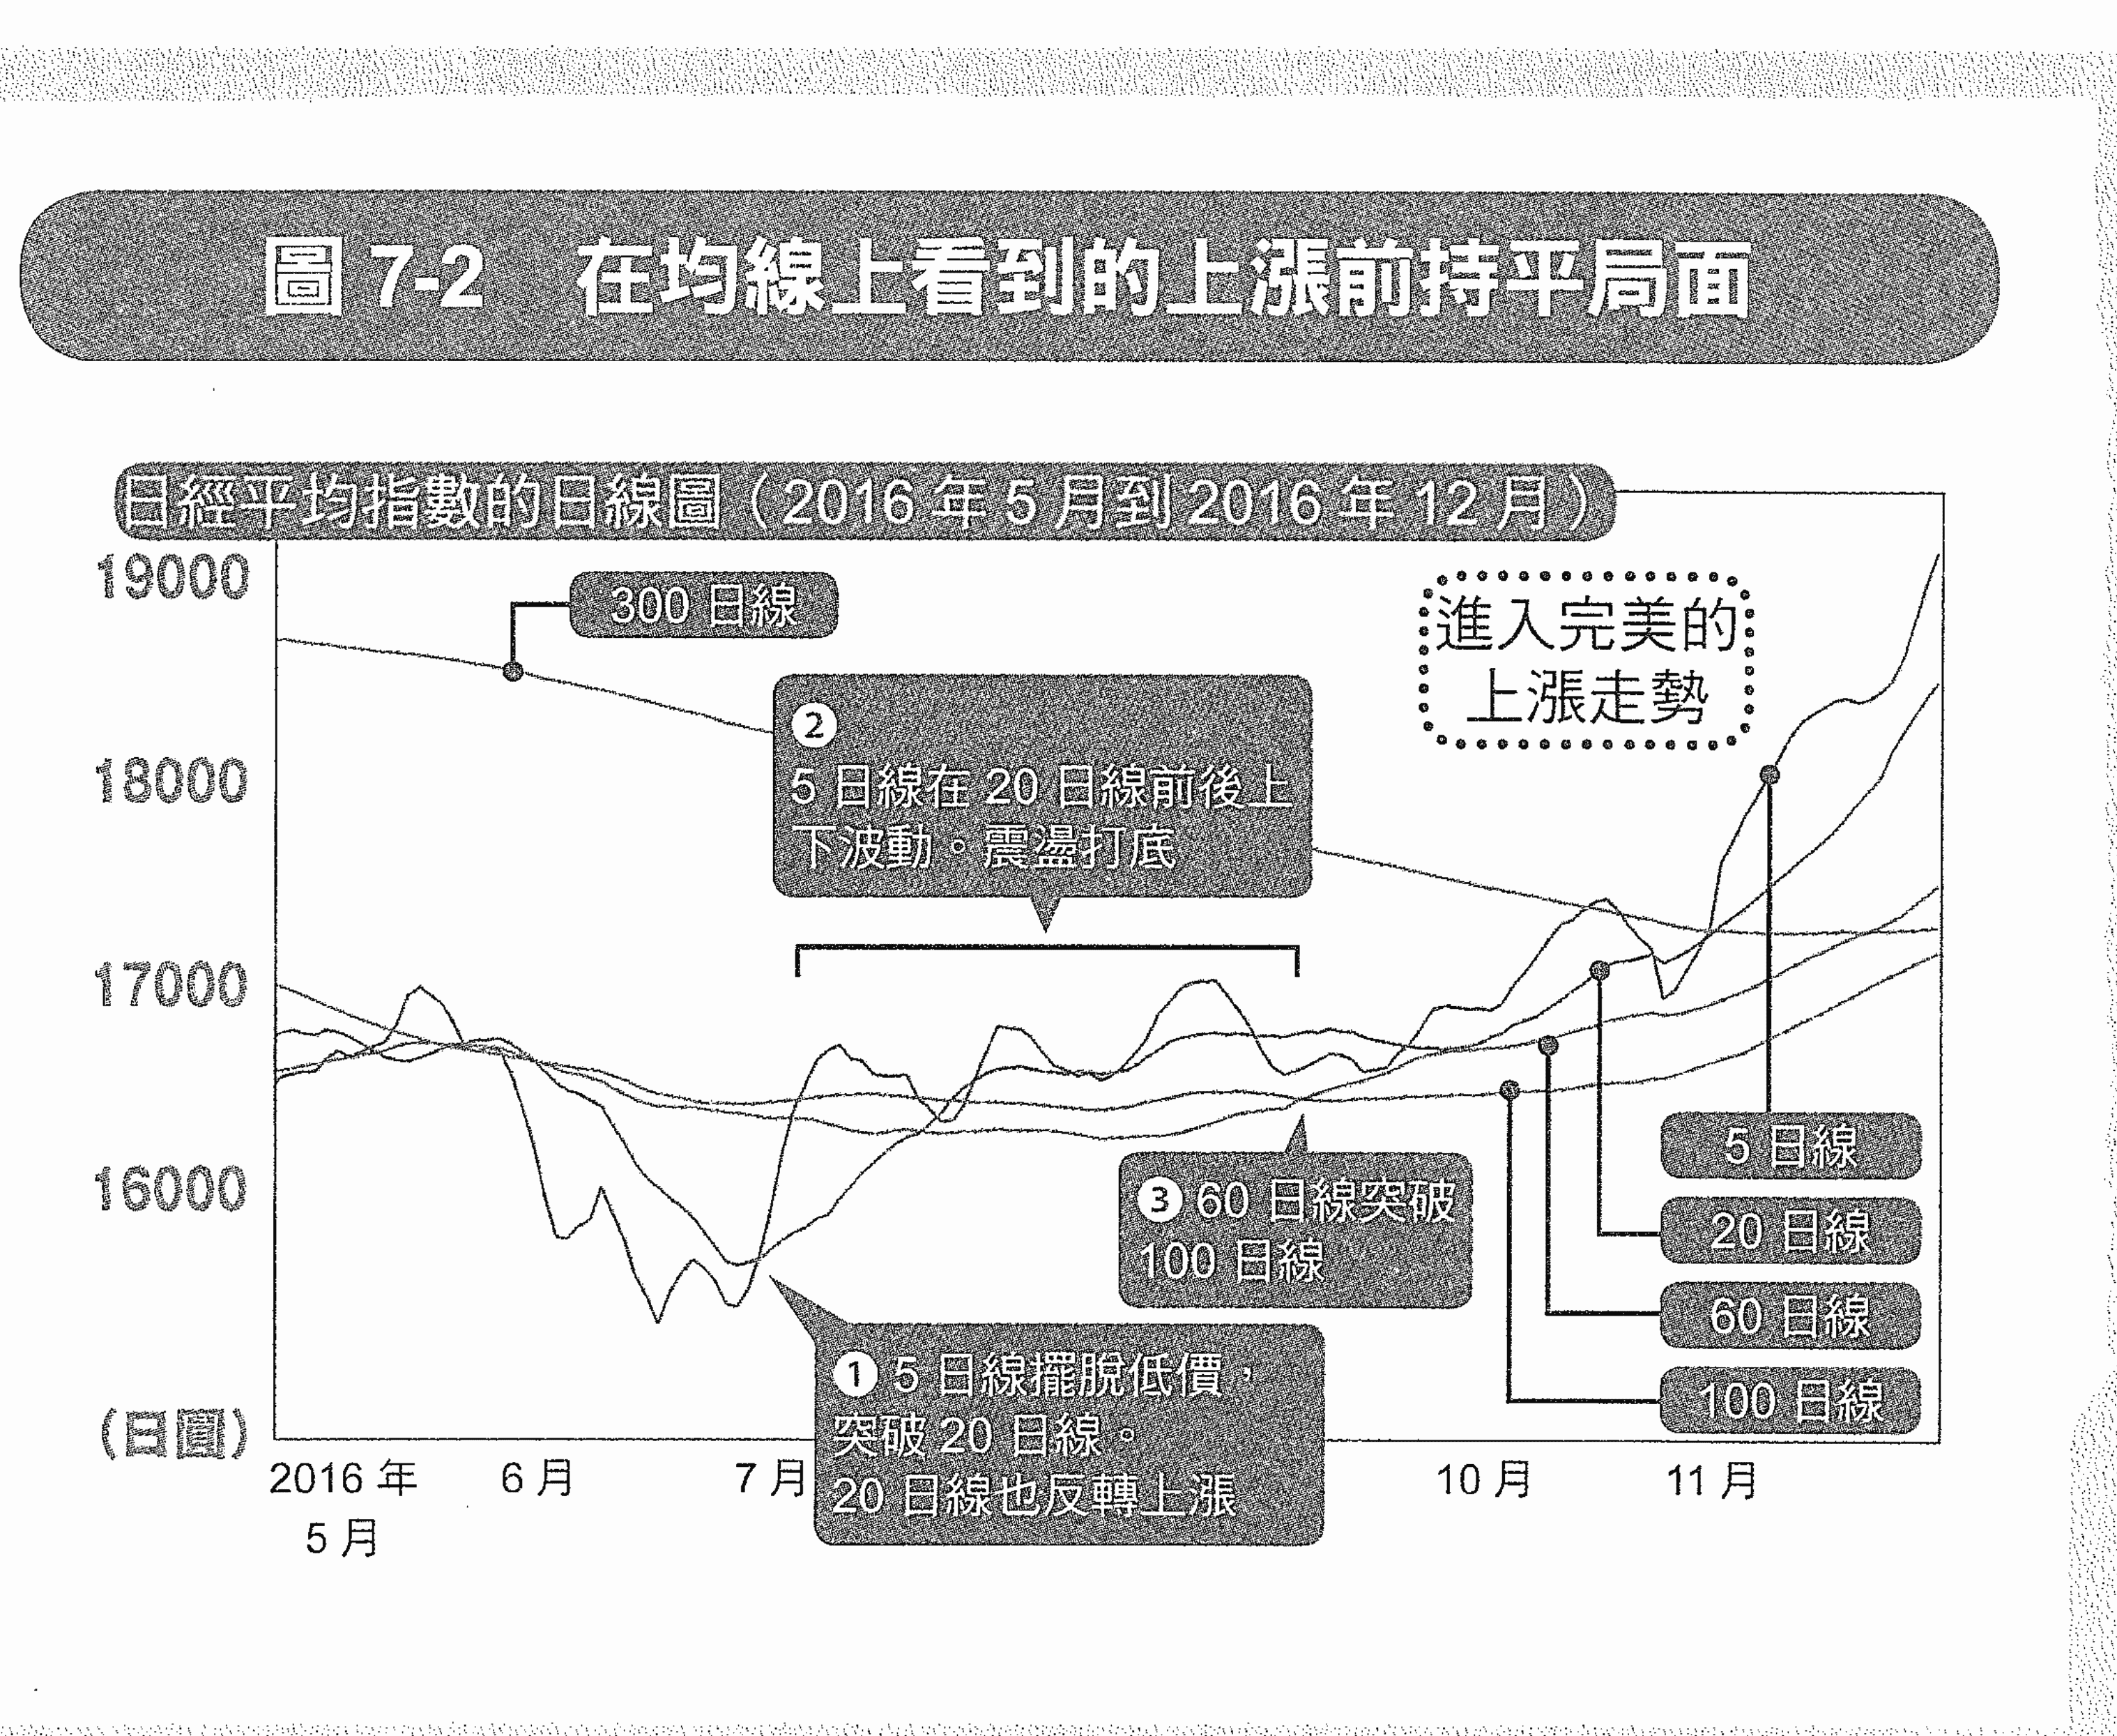 圖 7-2 在均線上看到的上漲前持平局面
日經平均指數的日線圖（2016 年 5 月到 2016 年 12 月）
19000
18000
17000
16000
（日圓）
300 日線
❷
5 日線在 20 日線前後上
下波動。震盪打底
進入完美的
上漲走勢
❸ 60 日線突破
100 日線
❶ 5 日線擺脫低價，
突破 20 日線。
20 日線也反轉上漲
5 日線
20 日線
60 日線
100 日線
2016 年
5 月
6 月
7 月
10 月
11 月